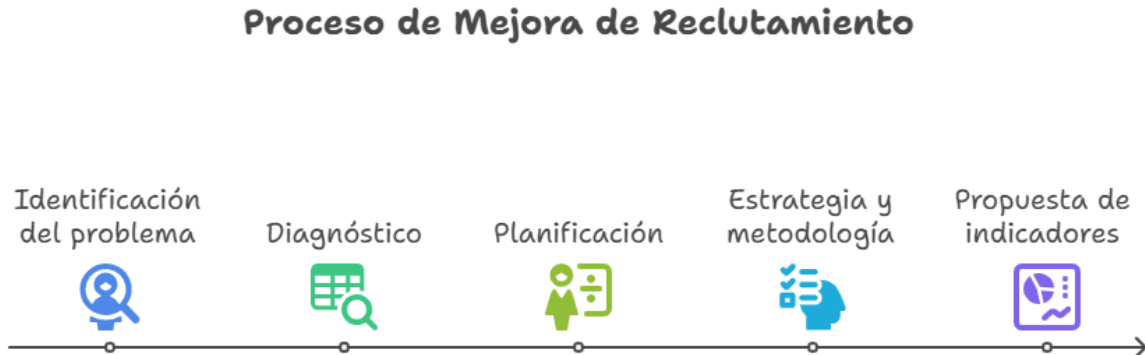 Proceso de Mejora de Reclutamiento
Identificación
del problema
Diagnóstico
Planificación
Estrategia y
metodología
Propuesta de
indicadores